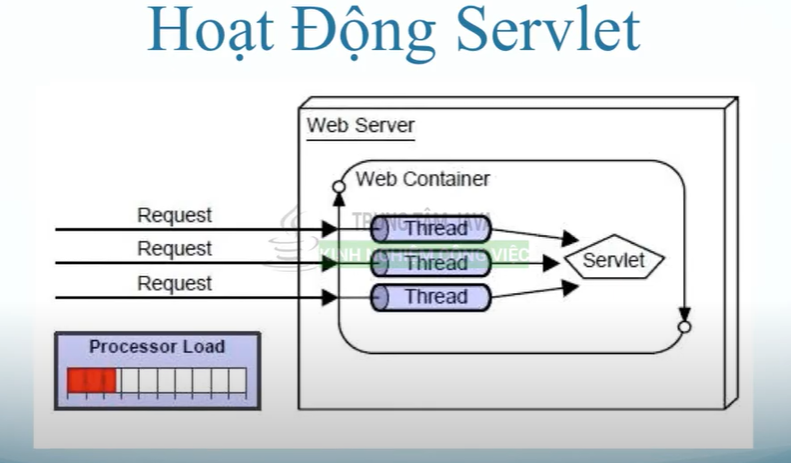 Hoạt Động Servlet
Web Server
Web Container
Request
TRUNG TÂM JAVA
Thread
Request
KINH NGHIỆM CÔNG VIỆC
Thread
Servlet
Request
Thread
Processor Load